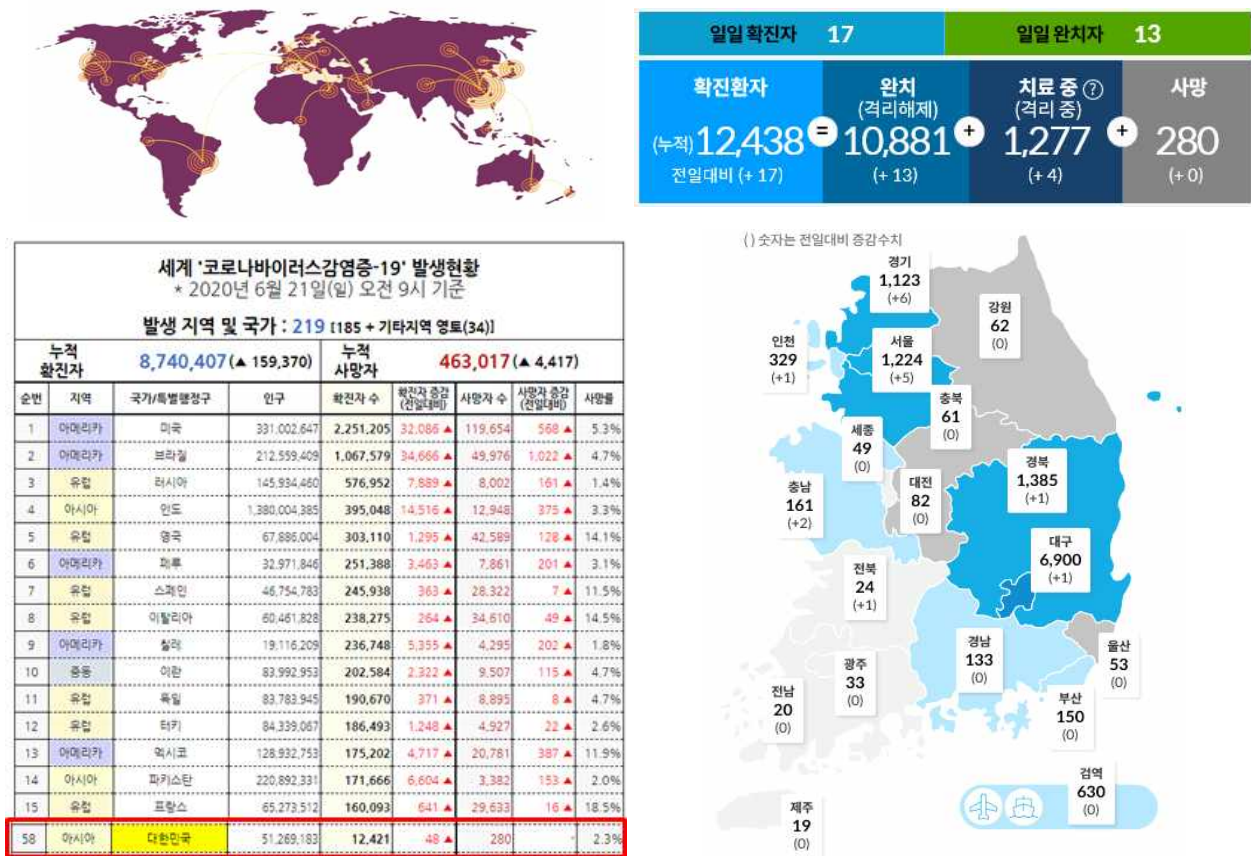 일일 확진자 17 일일 완치자 13
확진환자 완치 치료 중 ? 사망
(격리해제) (격리 중)
(누적) 12,438 = 10,881 + 1,277 + 280
전일대비 (+ 17) (+ 13) (+ 4) (+ 0)
세계 '코로나바이러스감염증-19' 발생현황
* 2020년 6월 21일(일) 오전 9시 기준
발생 지역 및 국가 : 219 [185 + 기타지역 영토(34)]
누적 확진자 8,740,407 (▲ 159,370) 누적 사망자 463,017 (▲ 4,417)
순번 지역 국가/특별행정구 인구 확진자 수 확진자 증감 (전일대비) 사망자 수 사망자 증감 (전일대비) 사망률
1 아메리카 미국 331,002,647 2,251,205 32,086 ▲ 119,654 568 ▲ 5.3%
2 아메리카 브라질 212,559,409 1,067,579 34,666 ▲ 49,976 1,022 ▲ 4.7%
3 유럽 러시아 145,934,460 576,952 7,889 ▲ 8,002 161 ▲ 1.4%
4 아시아 인도 1,380,004,385 395,048 14,516 ▲ 12,948 375 ▲ 3.3%
5 유럽 영국 67,886,004 303,110 1,295 ▲ 42,589 128 ▲ 14.1%
6 아메리카 페루 32,971,846 251,388 3,463 ▲ 7,861 201 ▲ 3.1%
7 유럽 스페인 46,754,783 245,938 363 ▲ 28,322 7 ▲ 11.5%
8 유럽 이탈리아 60,461,828 238,275 264 ▲ 34,610 49 ▲ 14.5%
9 아메리카 칠레 19,116,209 236,748 5,355 ▲ 4,295 202 ▲ 1.8%
10 중동 이란 83,992,953 202,584 2,322 ▲ 9,507 115 ▲ 4.7%
11 유럽 독일 83,783,945 190,670 371 ▲ 8,895 8 ▲ 4.7%
12 유럽 터키 84,339,067 186,493 1,248 ▲ 4,927 22 ▲ 2.6%
13 아메리카 멕시코 128,932,753 175,202 4,717 ▲ 20,781 387 ▲ 11.9%
14 아시아 파키스탄 220,892,331 171,666 6,604 ▲ 3,382 153 ▲ 2.0%
15 유럽 프랑스 65,273,512 160,093 641 ▲ 29,633 16 ▲ 18.5%
58 아시아 대한민국 51,269,183 12,421 48 ▲ 280 - 2.3%
( ) 숫자는 전일대비 증감수치
경기
1,123
(+6)
강원
62
(0)
인천
329
(+1)
서울
1,224
(+5)
충북
61
(0)
세종
49
(0)
경북
1,385
(+1)
충남
161
(+2)
대전
82
(0)
대구
6,900
(+1)
전북
24
(+1)
경남
133
(0)
울산
53
(0)
광주
33
(0)
전남
20
(0)
부산
150
(0)
검역
630
(0)
제주
19
(0)